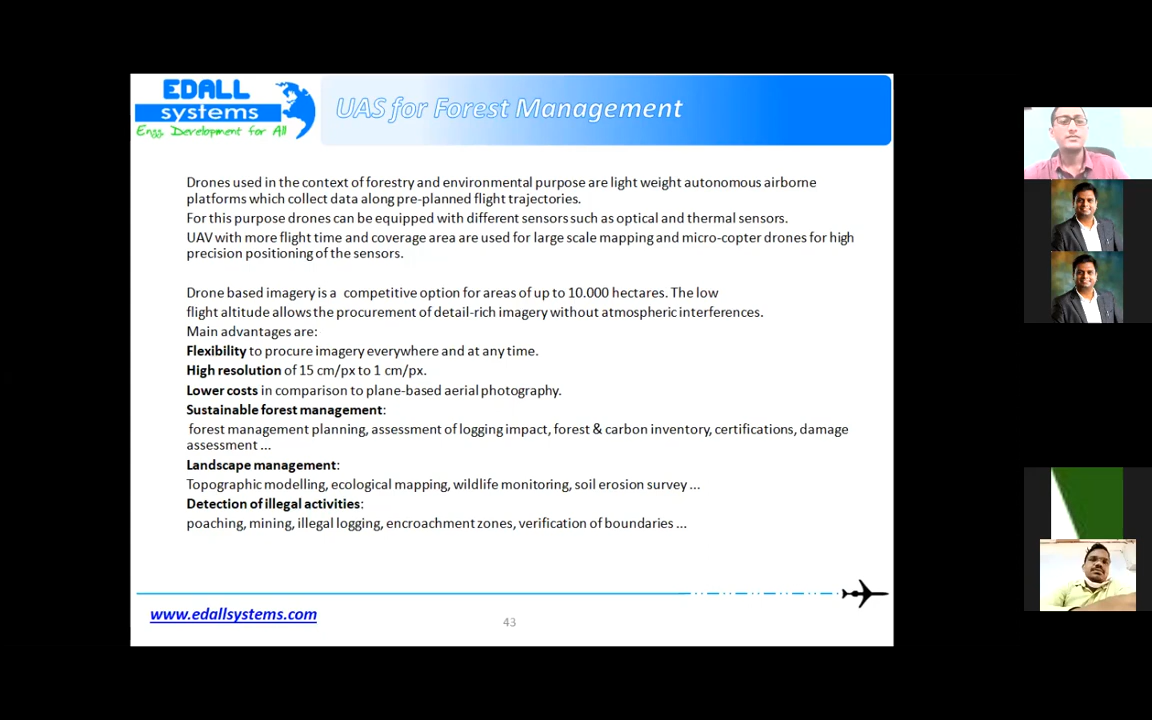 EDALL
systems
Engg. Development for All
UAS for Forest Management
Drones used in the context of forestry and environmental purpose are light weight autonomous airborne
platforms which collect data along pre-planned flight trajectories.
For this purpose drones can be equipped with different sensors such as optical and thermal sensors.
UAV with more flight time and coverage area are used for large scale mapping and micro-copter drones for high
precision positioning of the sensors.
Drone based imagery is a  competitive option for areas of up to 10.000 hectares. The low
flight altitude allows the procurement of detail-rich imagery without atmospheric interferences.
Main advantages are:
Flexibility to procure imagery everywhere and at any time.
High resolution of 15 cm/px to 1 cm/px.
Lower costs in comparison to plane-based aerial photography.
Sustainable forest management:
forest management planning, assessment of logging impact, forest & carbon inventory, certifications, damage
assessment ...
Landscape management:
Topographic modelling, ecological mapping, wildlife monitoring, soil erosion survey ...
Detection of illegal activities:
poaching, mining, illegal logging, encroachment zones, verification of boundaries ...
www.edallsystems.com
43